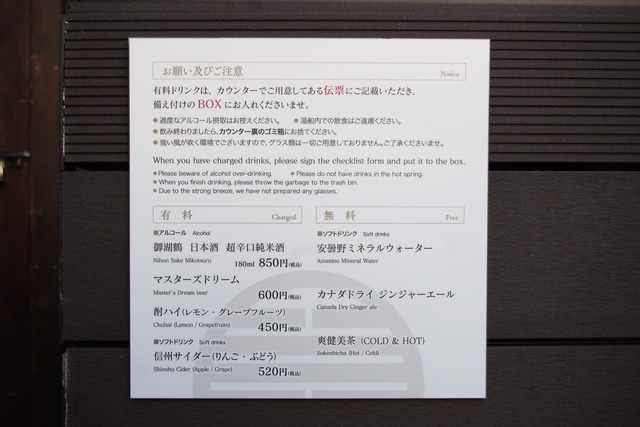 お願い及びご注意 Notice
有料ドリンクは、カウンターでご用意してある伝票にご記載いただき、
備え付けの BOX にお入れくださいませ。
● 過度なアルコール摂取はお控えください。 ● 湯船内での飲食はご遠慮ください。
● 飲み終わりましたら、カウンター裏のゴミ箱にお捨てください。
● 強い風が吹く環境でございますので、グラス類は一切ご用意しておりません。ご了承くださいませ。
When you have charged drinks, please sign the checklist form and put it to the box.
● Please beware of alcohol over-drinking. ● Please do not have drinks in the hot spring.
● When you finish drinking, please throw the garbage to the trash bin.
● Due to the strong breeze, we have not prepared any glasses.
有 料 Charged
■アルコール Alcohol
御湖鶴 日本酒 超辛口純米酒
Nihon Sake Mikotsuru 180ml 850円(税込)
マスターズドリーム
Master's Dream beer 600円(税込)
酎ハイ(レモン・グレープフルーツ)
Chuhai (Lemon / Grapefruits) 450円(税込)
■ソフトドリンク Soft drinks
信州サイダー(りんご・ぶどう)
Shinshu Cider (Apple / Grape) 520円(税込)
無 料 Free
■ソフトドリンク Soft drinks
安曇野ミネラルウォーター
Azumino Mineral Water
カナダドライ ジンジャーエール
Canada Dry Ginger ale
爽健美茶 (COLD & HOT)
Sokenbicha (Hot / Cold)